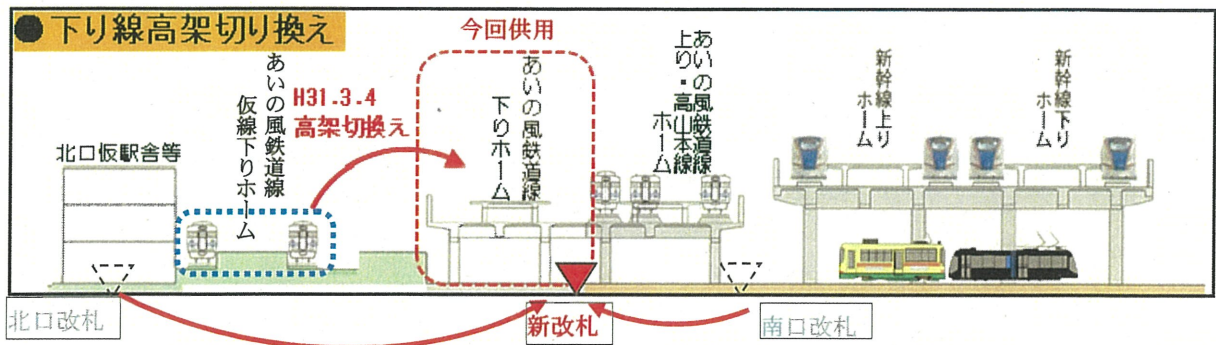 ● 下り線高架切り換え
今回供用
H31.3.4
高架切換え
北口仮駅舎等
あいの風鉄道線
仮線下りホーム
あいの風鉄道線
下りホーム
あいの風鉄道線
上り・高山本線
ホーム
新幹線上り
ホーム
新幹線下り
ホーム
北口改札
新改札
南口改札